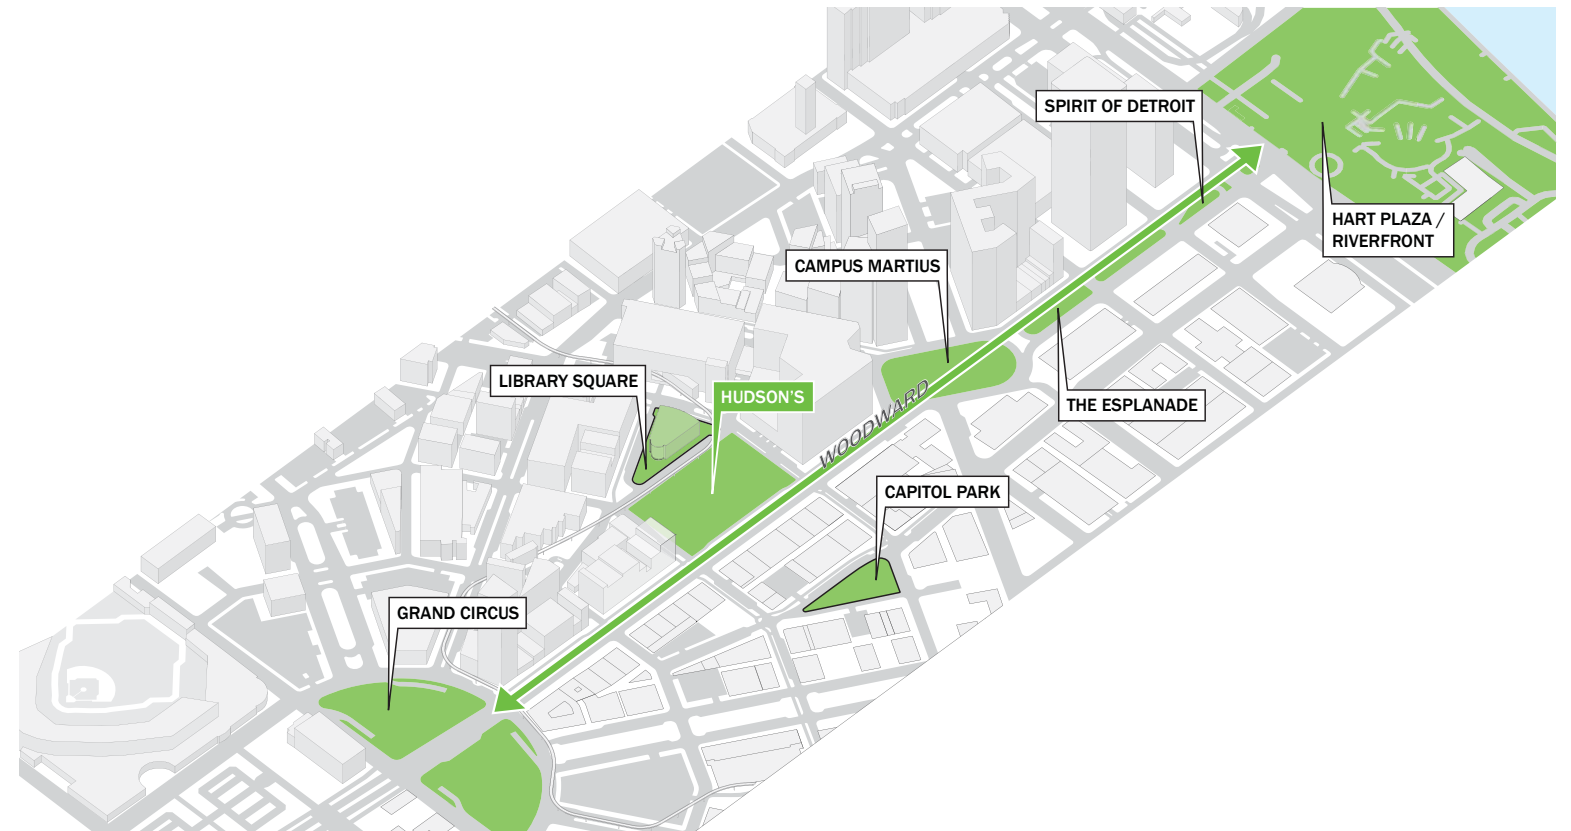 SPIRIT OF DETROIT
HART PLAZA /
RIVERFRONT
CAMPUS MARTIUS
LIBRARY SQUARE
HUDSON'S
THE ESPLANADE
WOODWARD
CAPITOL PARK
GRAND CIRCUS